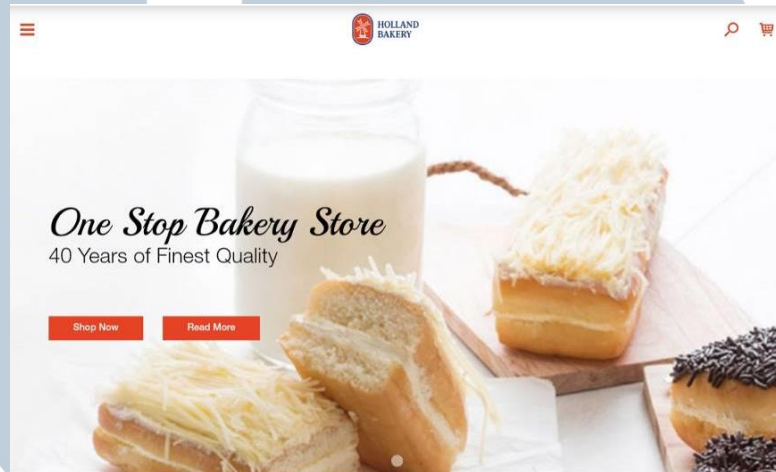 HOLLAND
BAKERY
One Stop Bakery Store
40 Years of Finest Quality
Shop Now
Read More